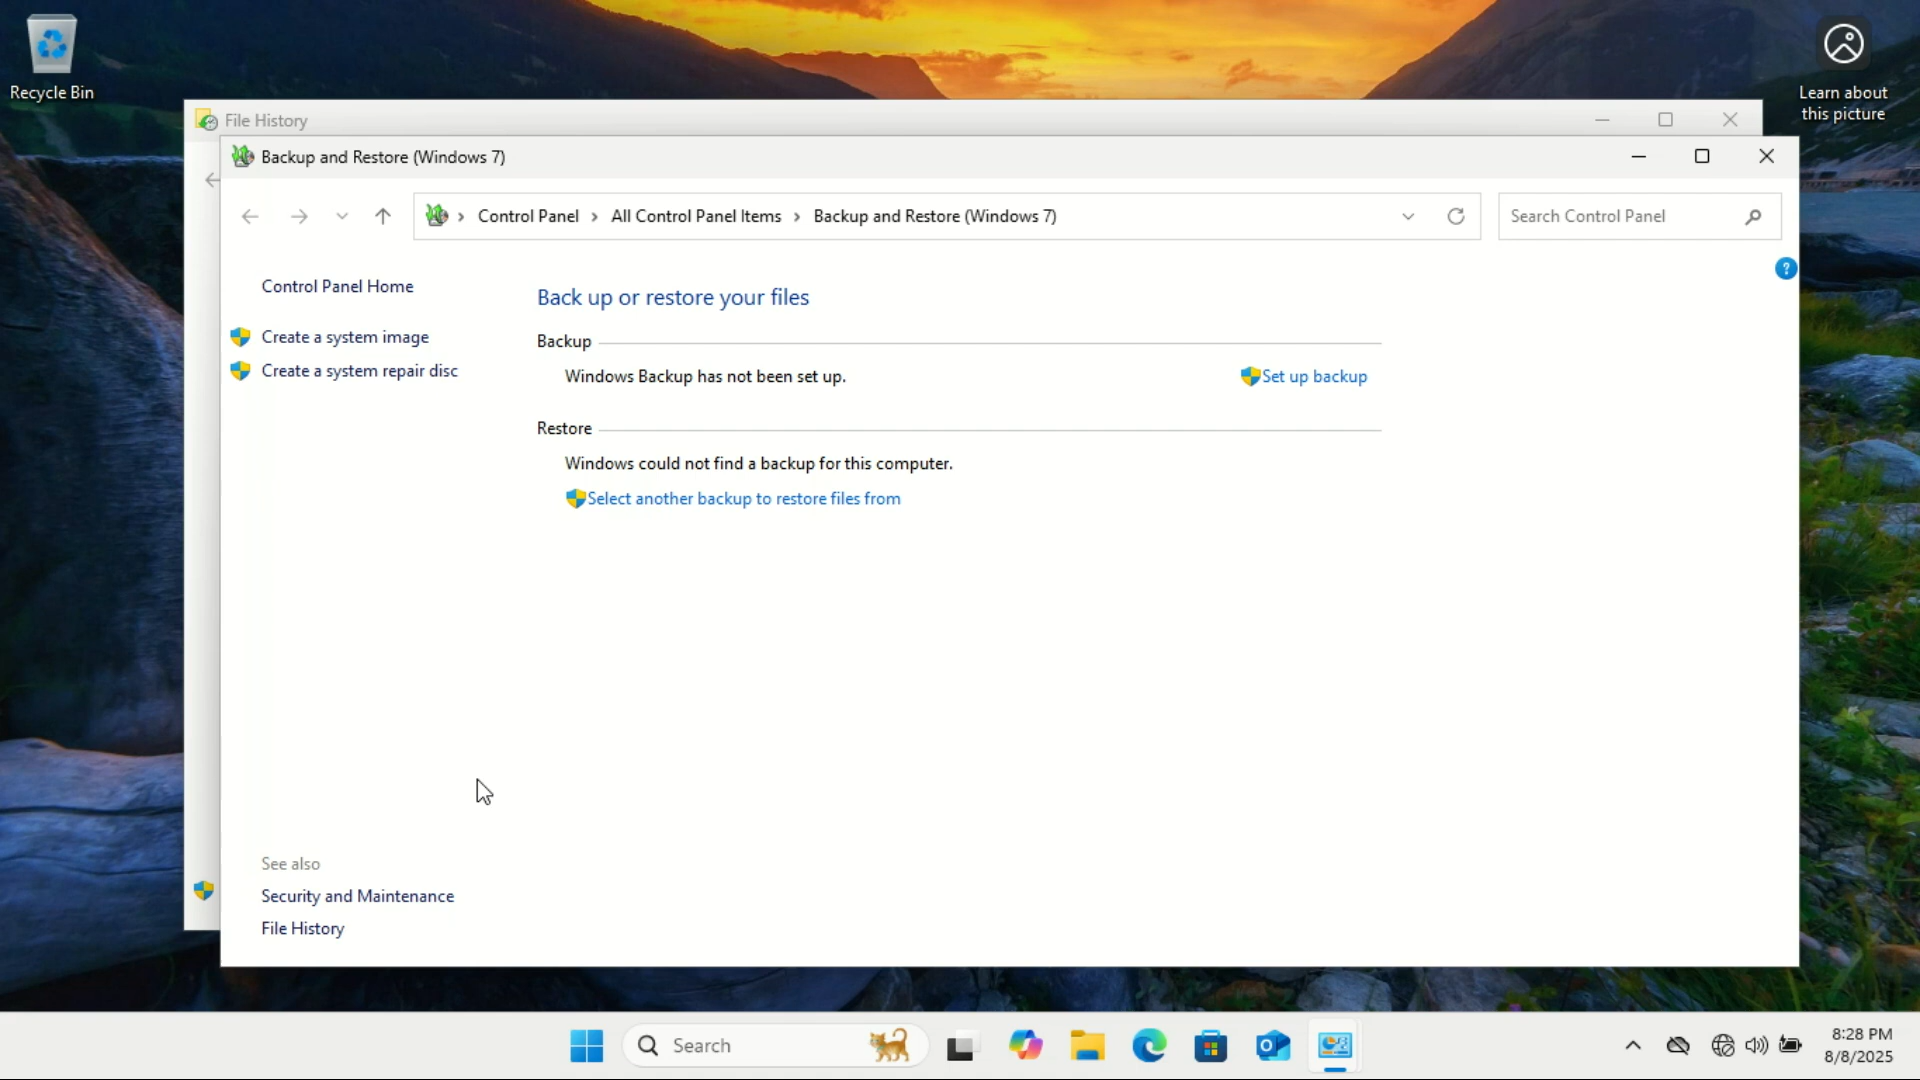 Recycle Bin
Learn about
this picture
File History
Backup and Restore (Windows 7)
Control Panel > All Control Panel Items > Backup and Restore (Windows 7)
Search Control Panel
?
Control Panel Home
Create a system image
Create a system repair disc
Back up or restore your files
Backup
Windows Backup has not been set up.
Set up backup
Restore
Windows could not find a backup for this computer.
Select another backup to restore files from
See also
Security and Maintenance
File History
Search
8:28 PM
8/8/2025